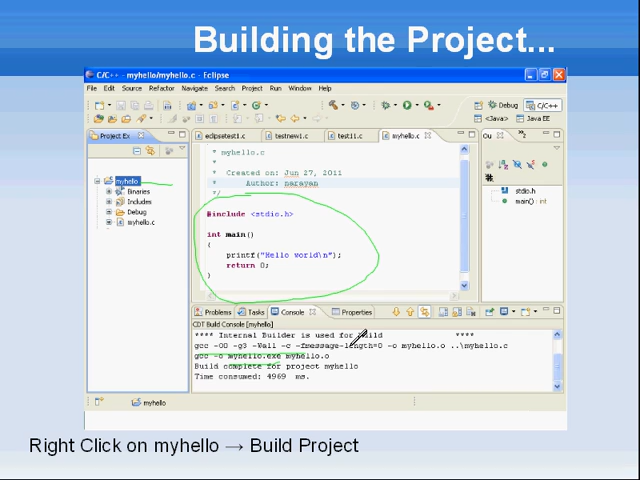 Building the Project...
C/C++ - myhello/myhello.c - Eclipse
File Edit Source Refactor Navigate Search Project Run Window Help
Debug C/C++
<Java> Java EE
Project Ex
eclipsetest1.c testnew1.c test11.c myhello.c Ou
myhello
Binaries
Includes
Debug
myhello.c
* myhello.c
*
* Created on: Jun 27, 2011
* Author: narayan
*/
#include <stdio.h>
int main()
{
printf("Hello world\n");
return 0;
}
stdio.h
main() : int
Problems Tasks Console Properties
CDT Build Console [myhello]
**** Internal Builder is used for build ****
gcc -O0 -g3 -Wall -c -fmessage-length=0 -o myhello.o ..\myhello.c
gcc -o myhello.exe myhello.o
Build complete for project myhello
Time consumed: 4969 ms.
myhello
Right Click on myhello → Build Project